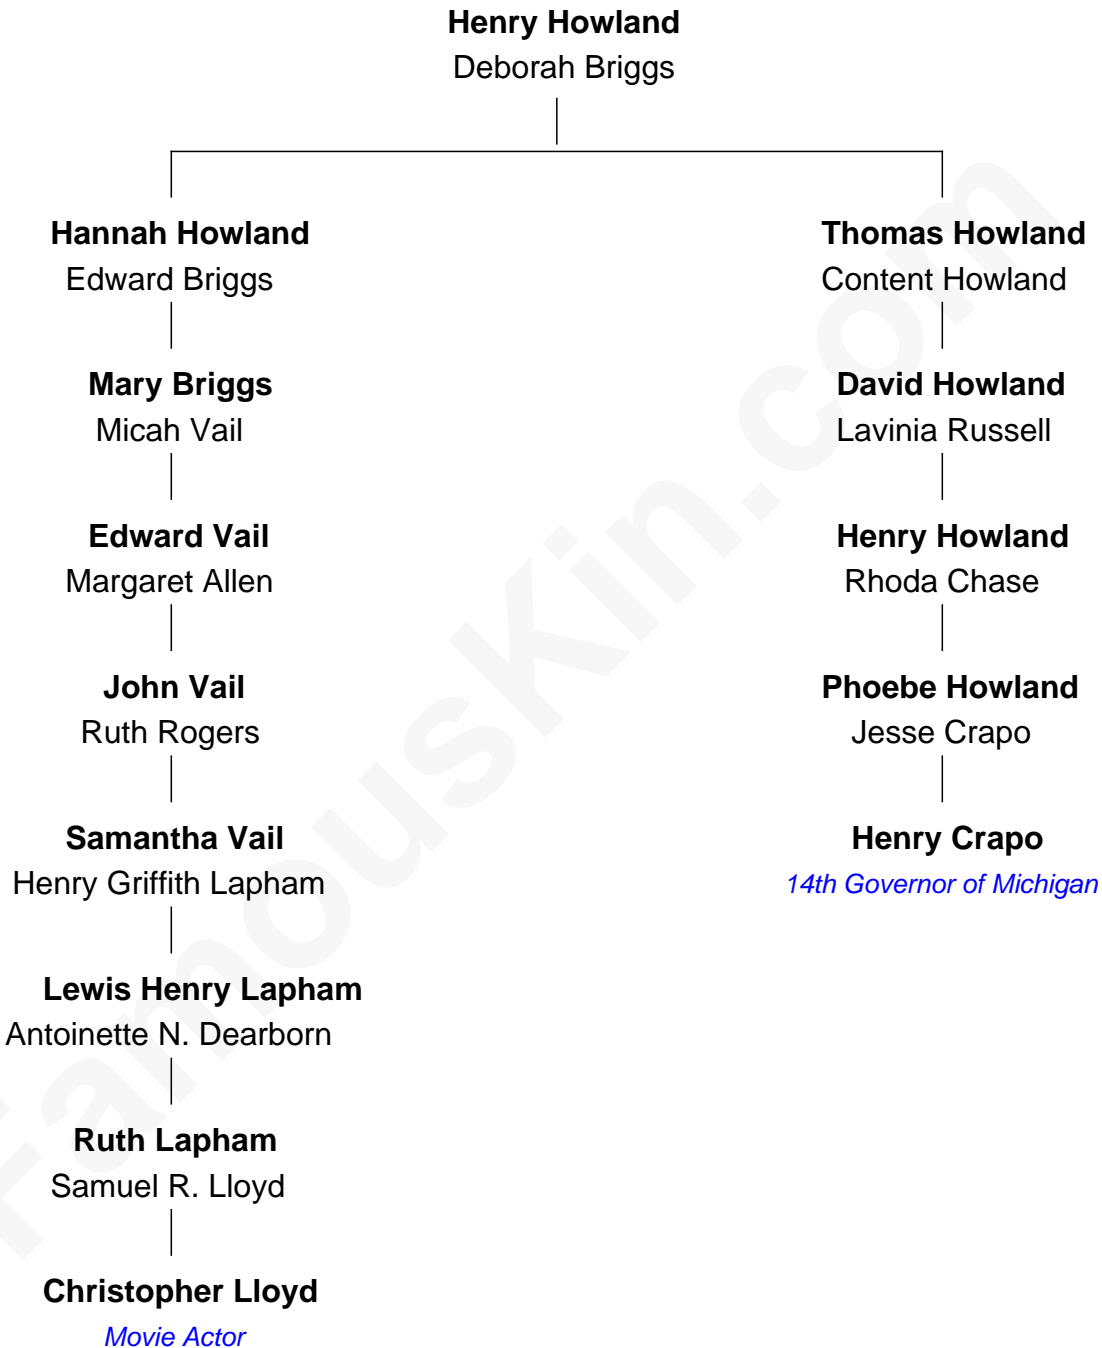 Henry Howland
Deborah Briggs
Hannah Howland
Edward Briggs
Mary Briggs
Micah Vail
Edward Vail
Margaret Allen
John Vail
Ruth Rogers
Samantha Vail
Henry Griffith Lapham
Lewis Henry Lapham
Antoinette N. Dearborn
Ruth Lapham
Samuel R. Lloyd
Christopher Lloyd
Movie Actor
Thomas Howland
Content Howland
David Howland
Lavinia Russell
Henry Howland
Rhoda Chase
Phoebe Howland
Jesse Crapo
Henry Crapo
14th Governor of Michigan
FamousKin.com